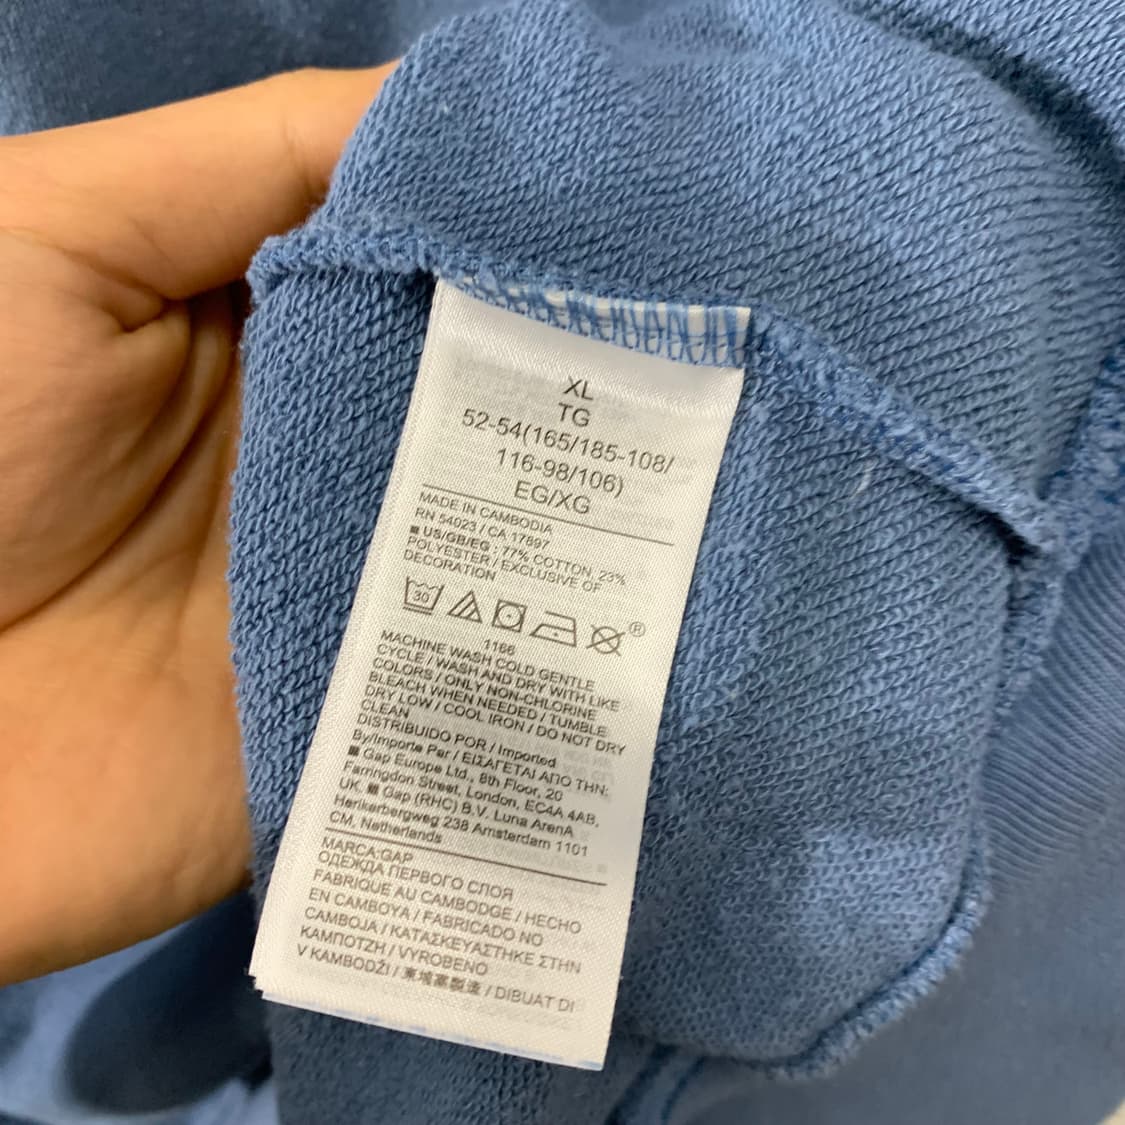 XL
TG
52-54(165/185-108/
116-98/106)
EG/XG
MADE IN CAMBODIA
RN 54023 / CA 17897
■ US/GB/EG : 77% COTTON, 23%
POLYESTER / EXCLUSIVE OF
DECORATION
30
®
1166
MACHINE WASH COLD GENTLE
CYCLE / WASH AND DRY WITH LIKE
COLORS / ONLY NON-CHLORINE
BLEACH WHEN NEEDED / TUMBLE
DRY LOW / COOL IRON / DO NOT DRY
CLEAN
DISTRIBUIDO POR / Imported
By/Importe Par / ΕΙΣΑΓΕΤΑΙ ΑΠΟ ΤΗΝ:
■ Gap Europe Ltd., 8th Floor, 20
Farringdon Street, London, EC4A 4AB,
UK. ■ Gap (RHC) B.V. Luna ArenA
Herikerbergweg 238 Amsterdam 1101
CM, Netherlands
MARCA:GAP
ОДЕЖДА ПЕРВОГО СЛОЯ
FABRIQUE AU CAMBODGE / HECHO
EN CAMBOYA / FABRICADO NO
CAMBOJA / ΚΑΤΑΣΚΕΥΑΣΤΗΚΕ ΣΤΗΝ
ΚΑΜΠΟΤΖΗ / VYROBENO
V KAMBODŽI / 柬埔寨製造 / DIBUAT DI